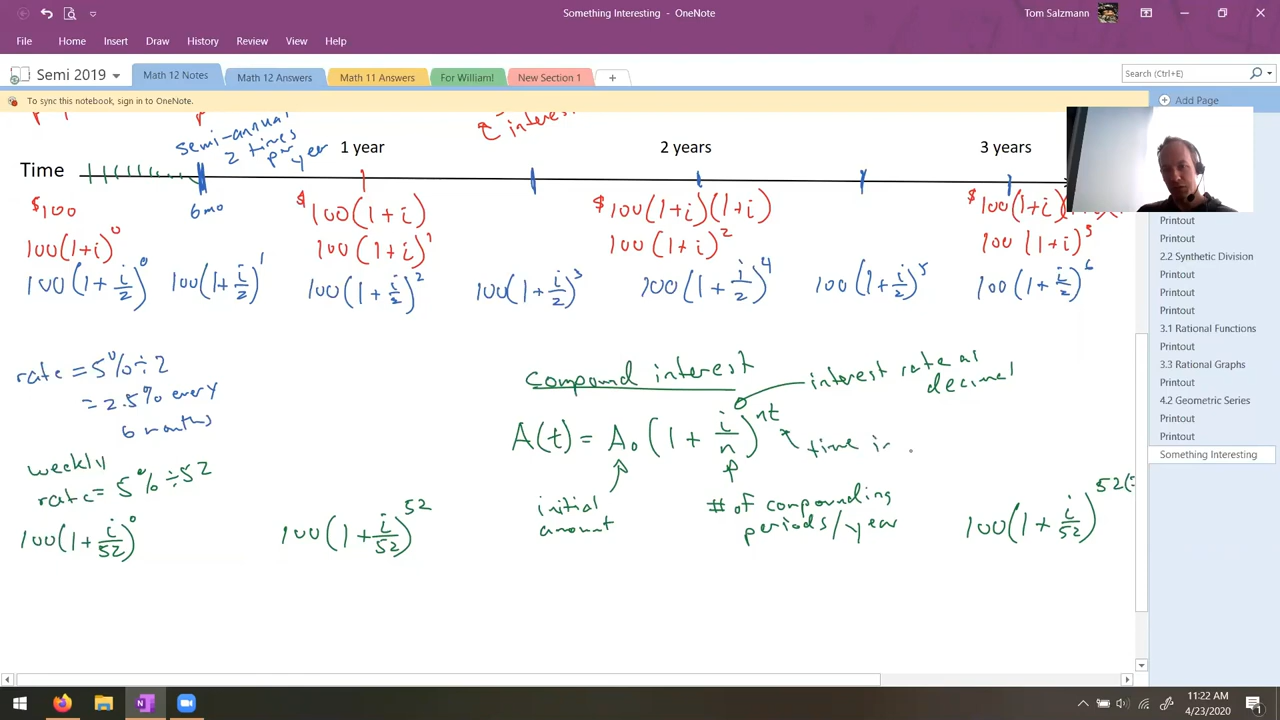 Something Interesting - OneNote
Tom Salzmann
File Home Insert Draw History Review View Help
Semi 2019
Math 12 Notes
Math 12 Answers
Math 11 Answers
For William!
New Section 1
Search (Ctrl+E)
To sync this notebook, sign in to OneNote.
Add Page
interest
semi-annual
2 times
per
year
1 year
2 years
3 years
Time
6 mo
$100
$100(1+i)
$100(1+i)(1+i)
$100(1+i)
100(1+i)^0
100(1+i)^1
100(1+i)^2
100(1+i)^3
100(1+i/2)^0
100(1+i/2)^1
100(1+i/2)^2
100(1+i/2)^3
100(1+i/2)^4
100(1+i/2)^5
100(1+i/2)^6
rate = 5% ÷ 2
= 2.5% every
6 months
weekly
rate = 5% ÷ 52
100(1+i/52)^0
100(1+i/52)^52
compound interest
interest rate as
decimal
A(t) = A₀(1+i/n)^nt
time in
initial
amount
# of compounding
periods/year
100(1+i/52)^52(
Printout
Printout
2.2 Synthetic Division
Printout
Printout
Printout
3.1 Rational Functions
Printout
3.3 Rational Graphs
Printout
4.2 Geometric Series
Printout
Printout
Something Interesting
11:22 AM
4/23/2020